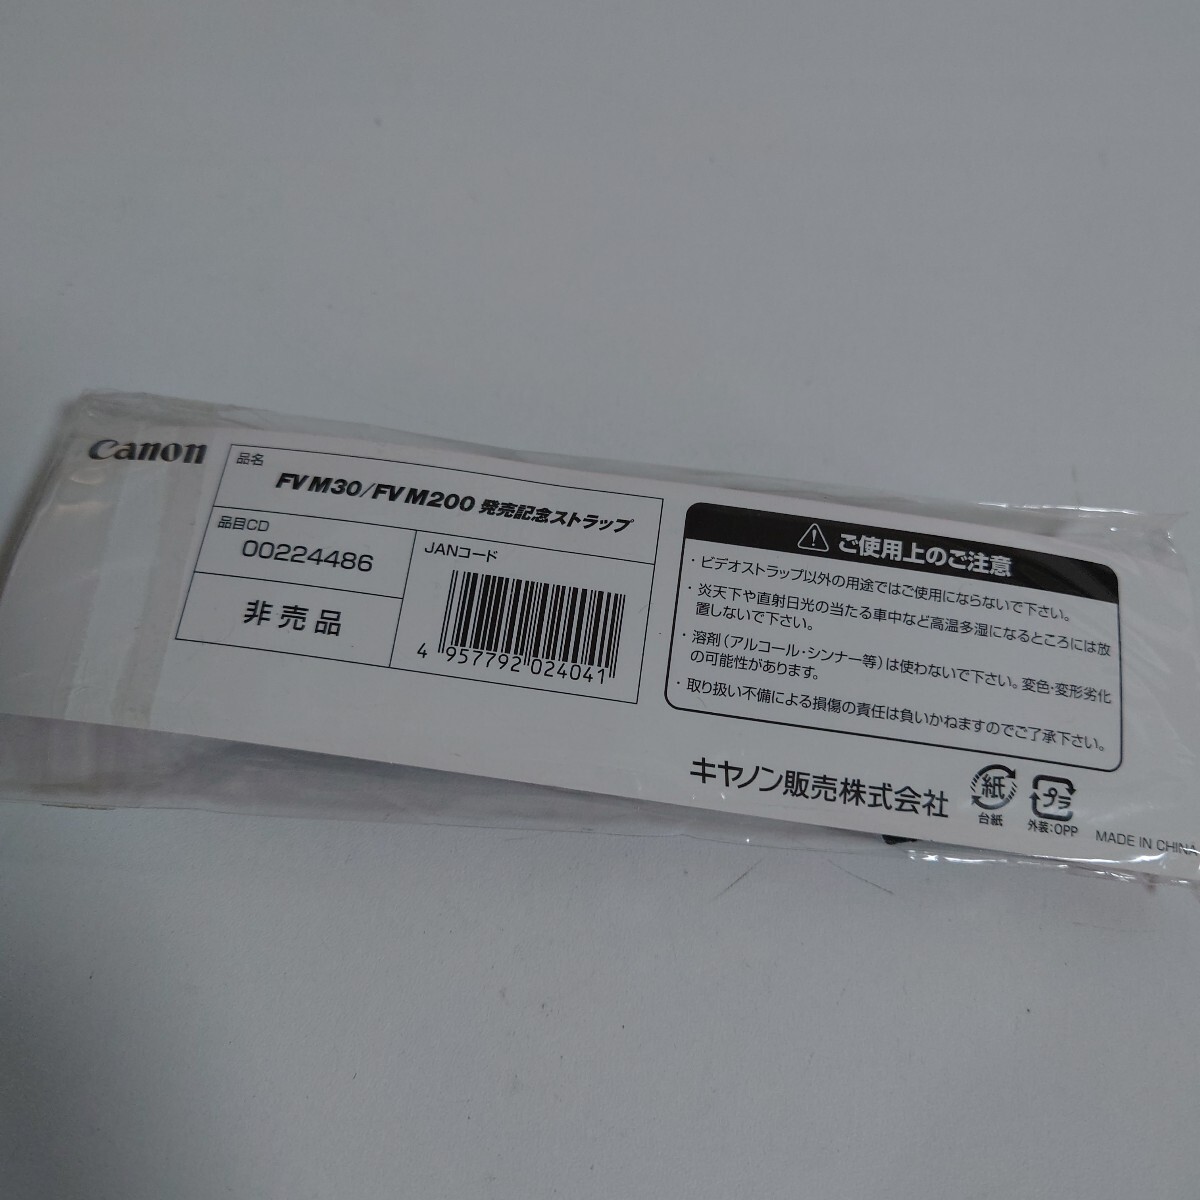 Canon
品名
FV M30/FV M200 発売記念ストラップ
品目CD
00224486
非売品
JANコード
4 957792 024041
ご使用上のご注意
・ビデオストラップ以外の用途ではご使用にならないで下さい。
・炎天下や直射日光の当たる車中など高温多湿になるところには放
置しないで下さい。
・溶剤(アルコール・シンナー等)は使わないで下さい。変色・変形劣化
の可能性があります。
・取り扱い不備による損傷の責任は負いかねますのでご了承下さい。
キヤノン販売株式会社
紙
台紙
プラ
外装:OPP
MADE IN CHINA